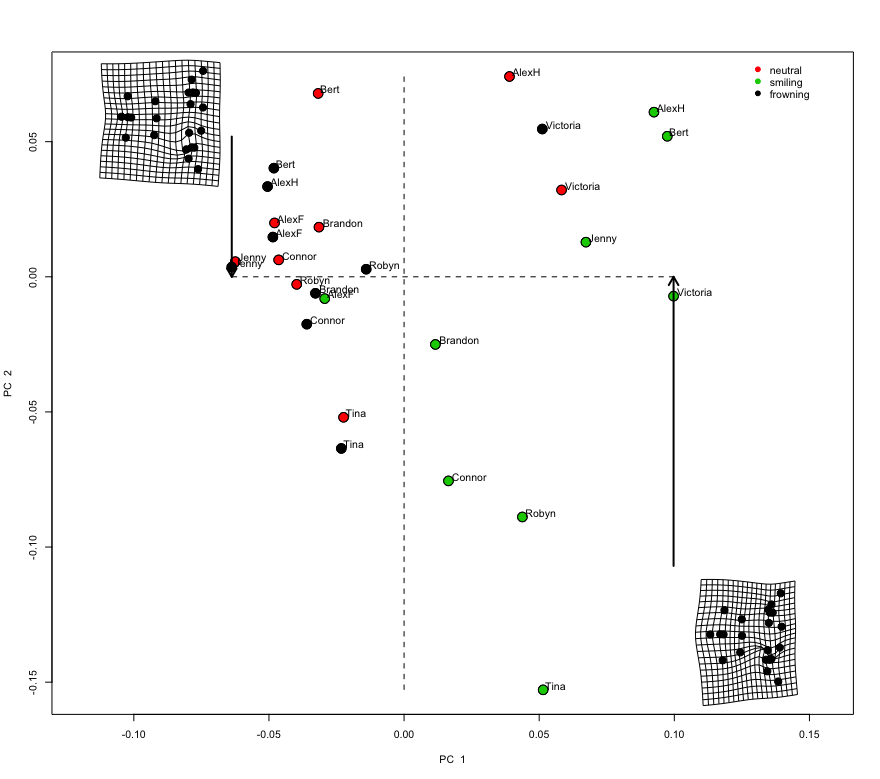 AlexH
neutral
smiling
frowning
Bert
AlexH
Victoria
Bert
Bert
AlexH
Victoria
AlexF
Brandon
AlexF
Jenny
Connor
Jenny
Jenny
Robyn
Robyn
Brandon
AlexF
Victoria
Connor
Brandon
Tina
Tina
Connor
Robyn
Tina
0.05
0.00
-0.05
-0.10
-0.15
PC 2
-0.10 -0.05 0.00 0.05 0.10 0.15
PC 1